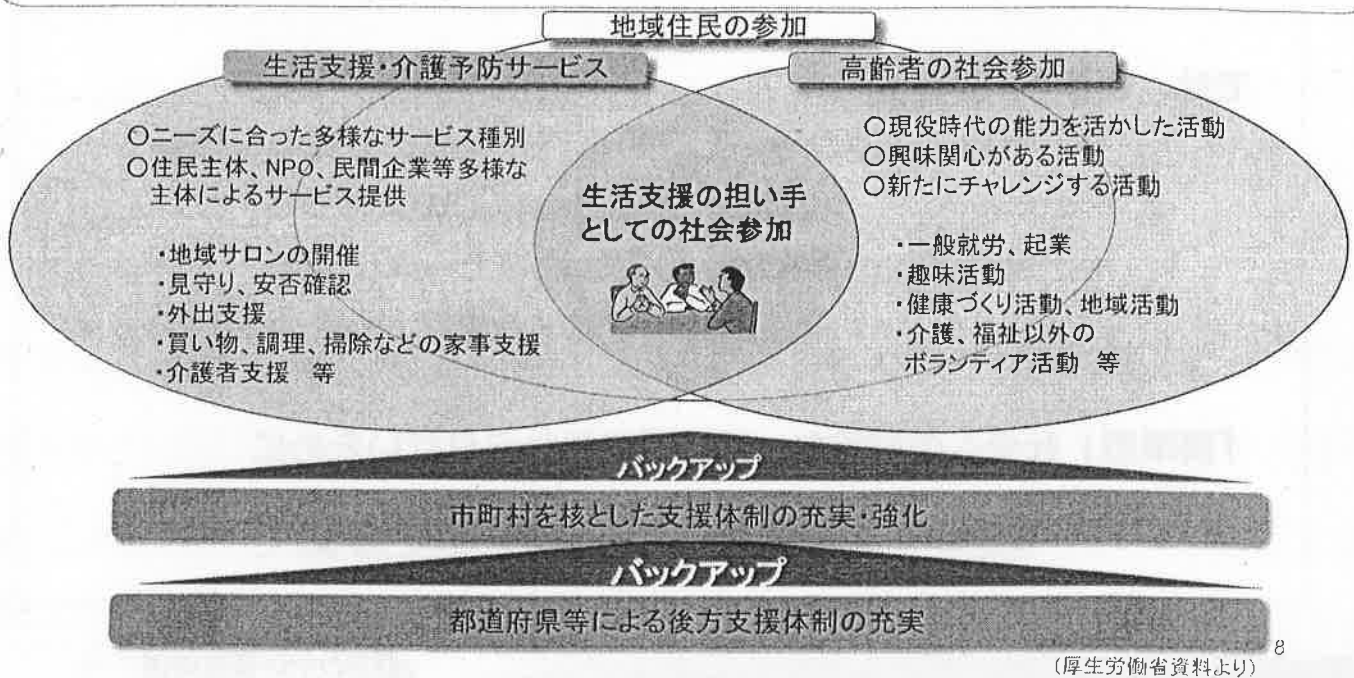 地域住民の参加
生活支援・介護予防サービス
○ニーズに合った多様なサービス種別
○住民主体、NPO、民間企業等多様な
主体によるサービス提供
・地域サロンの開催
・見守り、安否確認
・外出支援
・買い物、調理、掃除などの家事支援
・介護者支援 等
生活支援の担い手
としての社会参加
高齢者の社会参加
○現役時代の能力を活かした活動
○興味関心がある活動
○新たにチャレンジする活動
・一般就労、起業
・趣味活動
・健康づくり活動、地域活動
・介護、福祉以外の
ボランティア活動 等
バックアップ
市町村を核とした支援体制の充実・強化
バックアップ
都道府県等による後方支援体制の充実
8
(厚生労働省資料より)